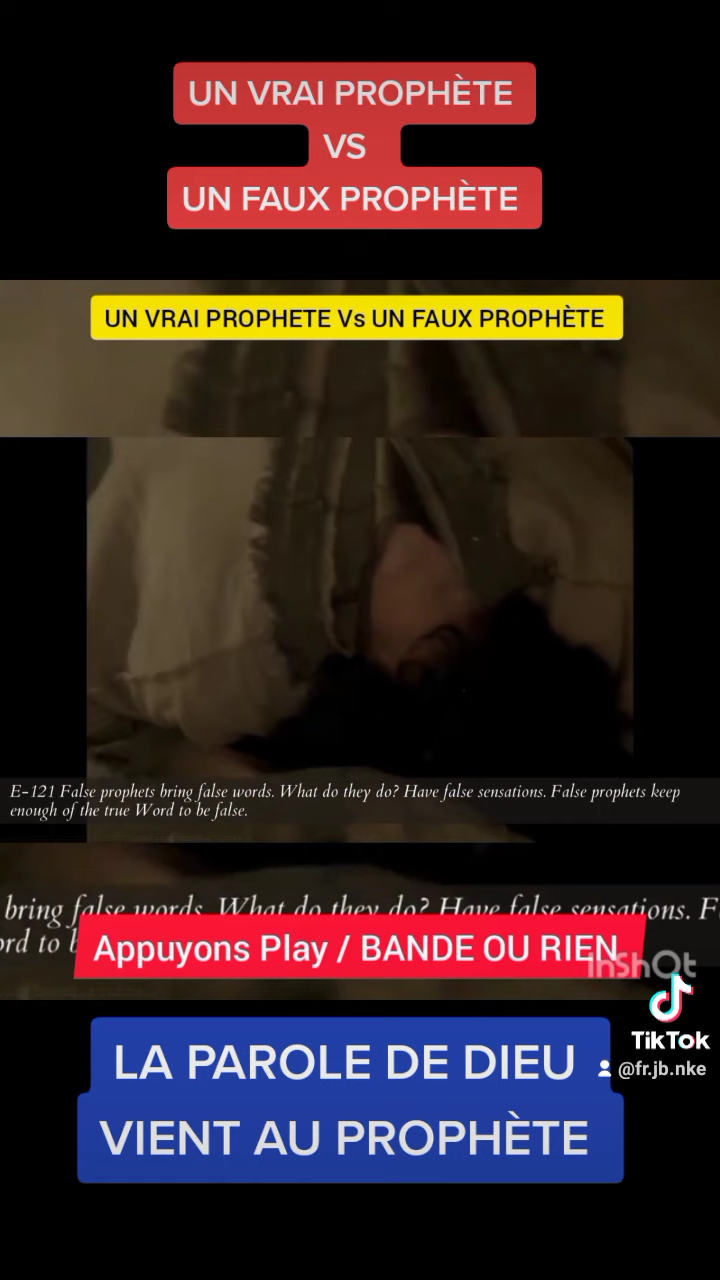 UN VRAI PROPHÈTE
VS
UN FAUX PROPHÈTE
UN VRAI PROPHETE Vs UN FAUX PROPHÈTE
E-121 False prophets bring false words. What do they do? Have false sensations. False prophets keep
enough of the true Word to be false.
bring false words. What do they do? Have false sensations. F
ord to b
Appuyons Play / BANDE OU RIEN
InShOt
TikTok
@fr.jb.nke
LA PAROLE DE DIEU
VIENT AU PROPHÈTE